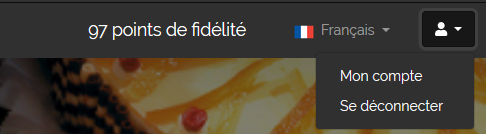 97 points de fidélité
Français
Mon compte
Se déconnecter